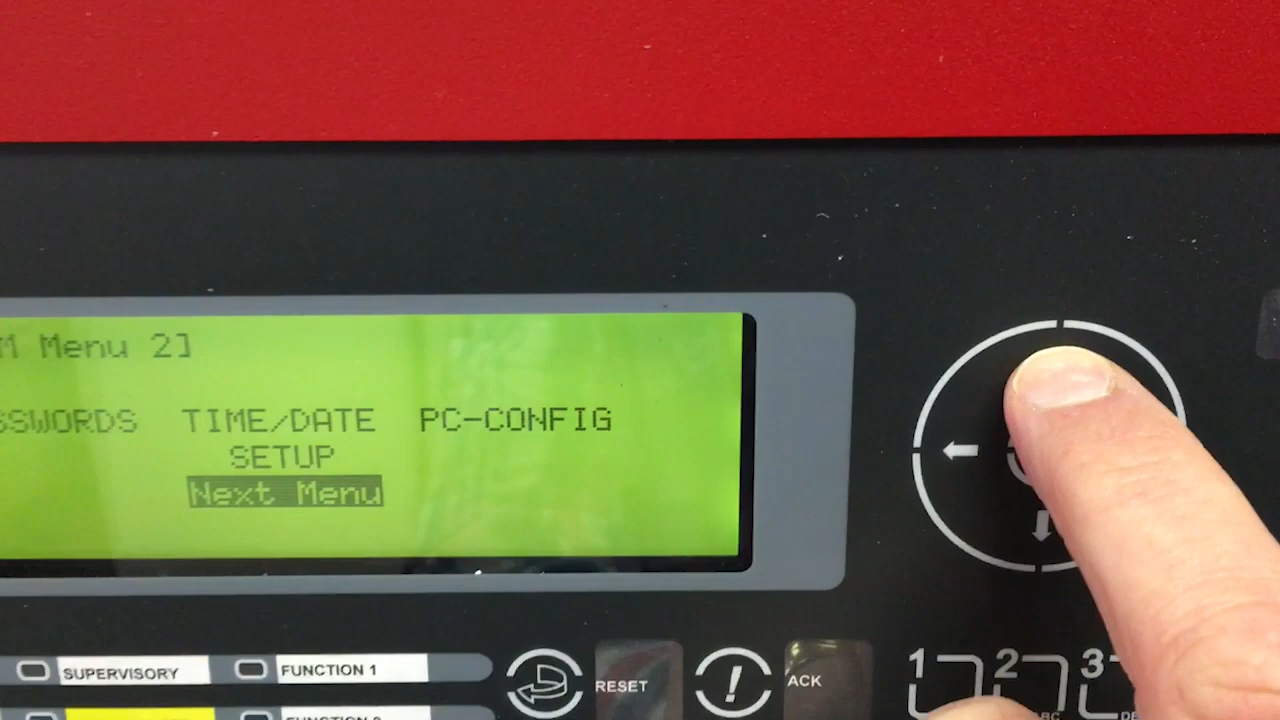 M Menu 2]
SSWORDS TIME/DATE PC-CONFIG
SETUP
Next Menu
SUPERVISORY FUNCTION 1 RESET ! ACK
1 2 3